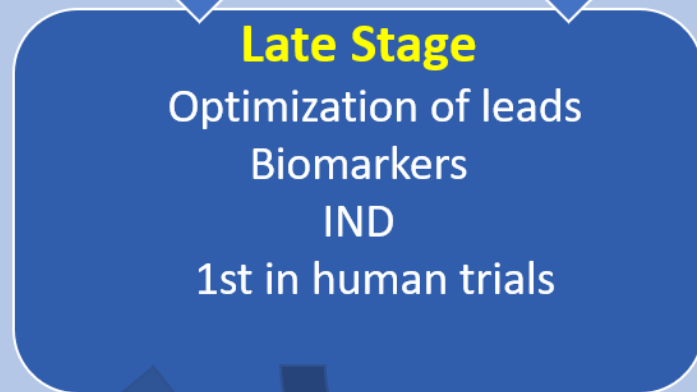 Late Stage
Optimization of leads
Biomarkers
IND
1st in human trials